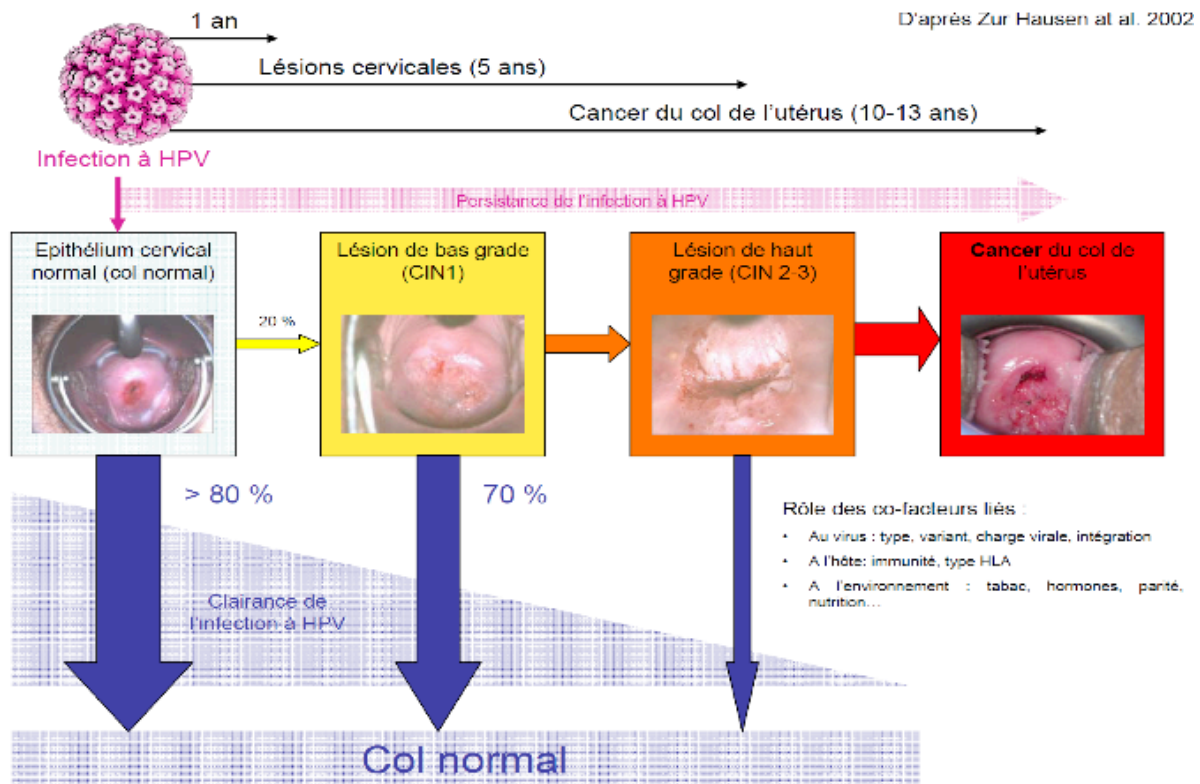 1 an
D'après Zur Hausen at al. 2002
Lésions cervicales (5 ans)
Cancer du col de l'utérus (10-13 ans)
Infection à HPV
Persistance de l'infection à HPV
Epithélium cervical
normal (col normal)
Lésion de bas grade
(CIN1)
Lésion de haut
grade (CIN 2-3)
Cancer du col de
l'utérus
20 %
> 80 %
70 %
Rôle des co-facteurs liés :
• Au virus : type, variant, charge virale, intégration
• A l'hôte: immunité, type HLA
• A l'environnement : tabac, hormones, parité,
nutrition…
Clairance de
l'infection à HPV
Col normal